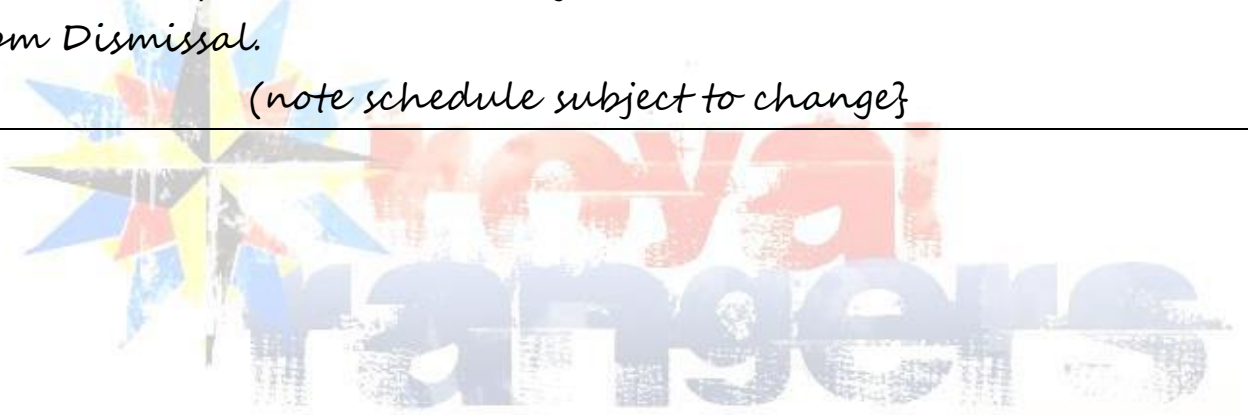 Dismissal.
(note schedule subject to change}
royal
rangers